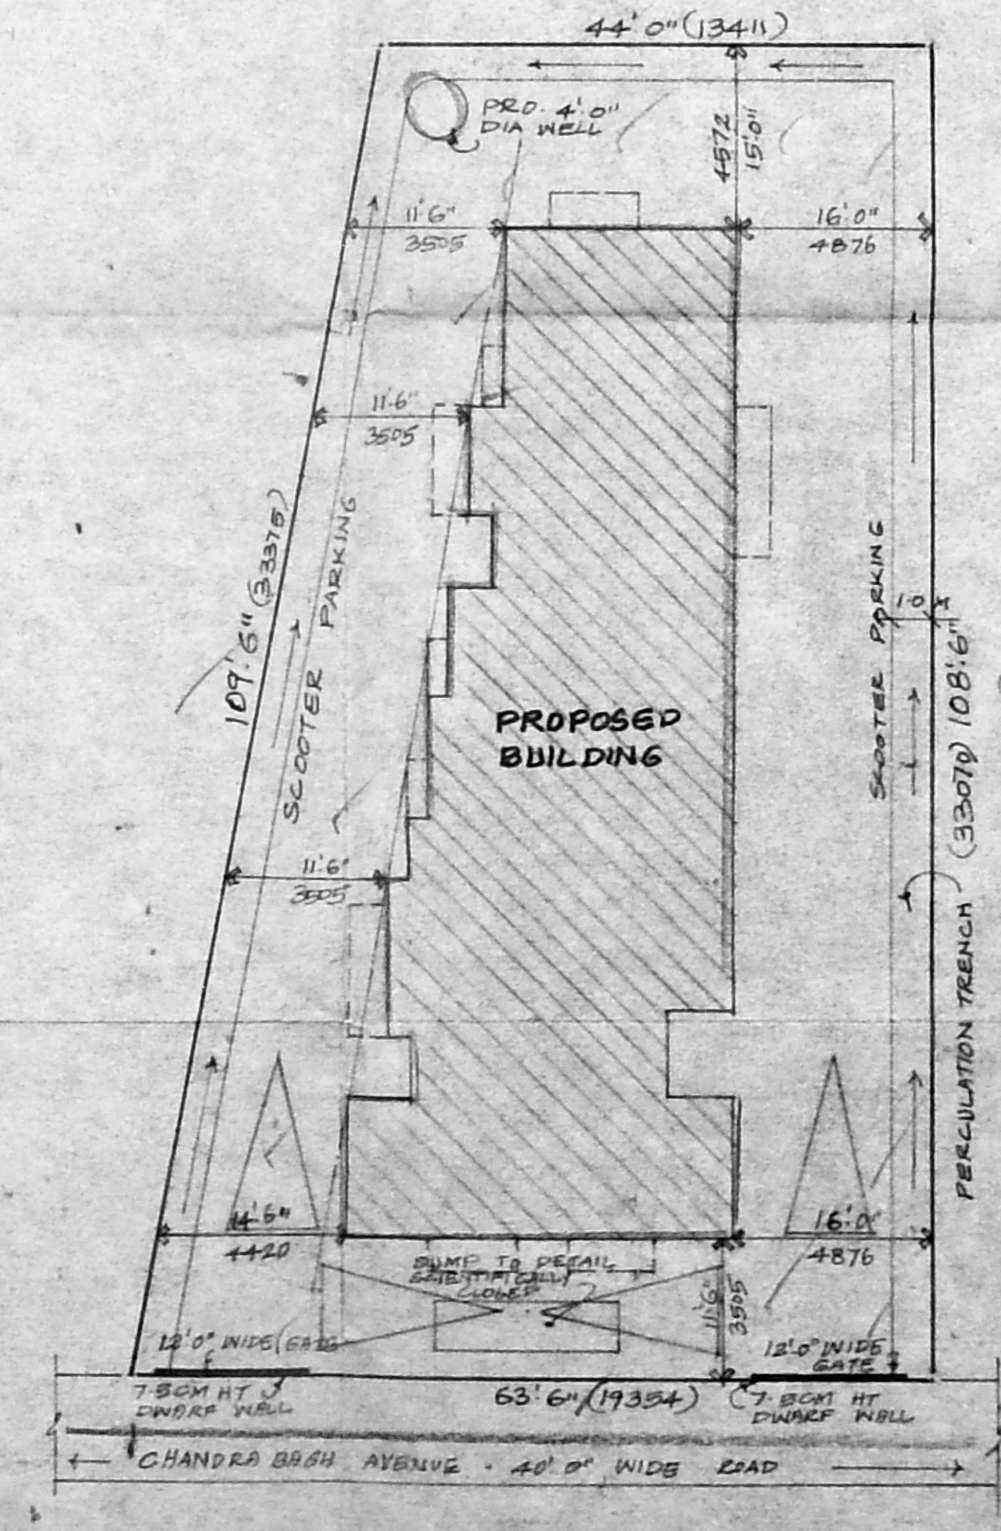 44'.0"(13411)
PRO. 4'.0"
DIA WELL
4572
15'.0"
11'.6"
3505
16'.0"
4876
11'.6"
3505
109'.6" (33375)
SCOOTER PARKING
SCOOTER PARKING
1.0
PROPOSED
BUILDING
11'.6"
3505
PERCULATION TRENCH (33070) 108'.6"
14'.6"
4420
16'.0"
4876
SUMP TO DETAIL
SCIENTIFICALLY
CLOSED
11'.6"
3505
12'.0" WIDE GATE
12'.0" WIDE
GATE
7.5CM HT
DWARF WALL
63'.6" (19354)
7.5CM HT
DWARF WALL
CHANDRA BAGH AVENUE - 40'.0" WIDE ROAD